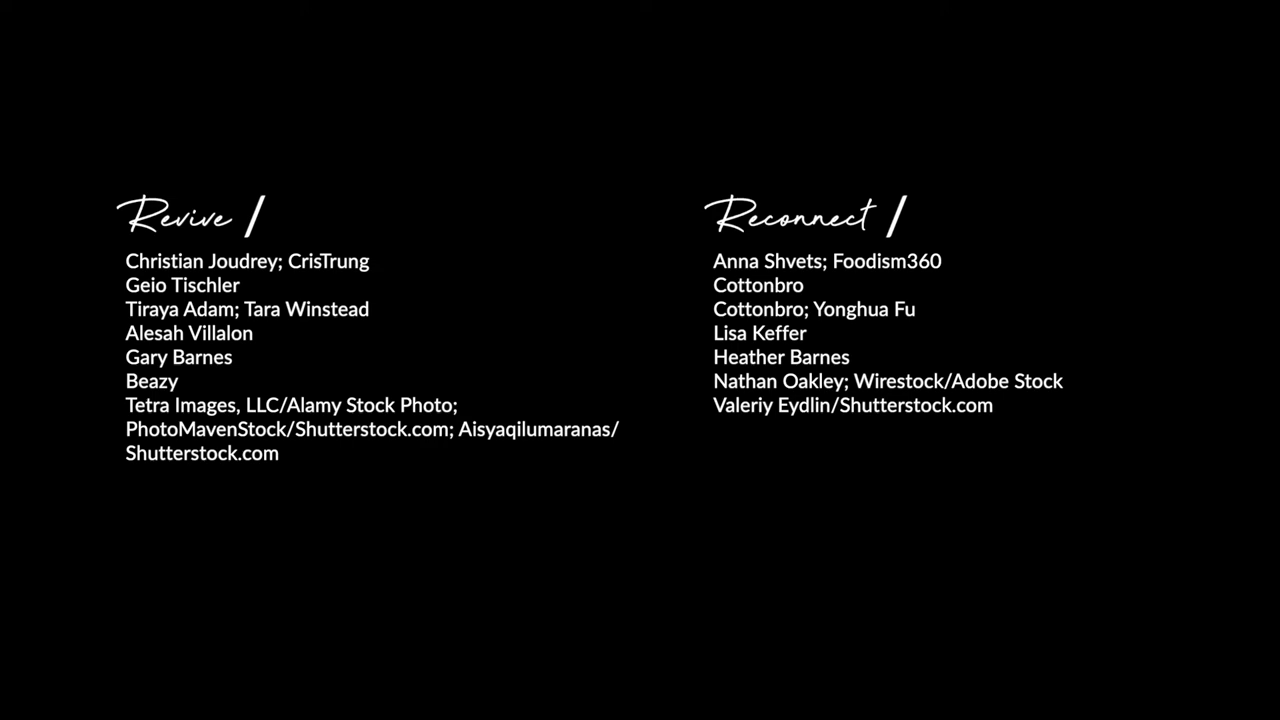 Revive /
Christian Joudrey; CrisTrung
Geio Tischler
Tiraya Adam; Tara Winstead
Alesah Villalon
Gary Barnes
Beazy
Tetra Images, LLC/Alamy Stock Photo;
PhotoMavenStock/Shutterstock.com; Aisyaqilumaranas/
Shutterstock.com
Reconnect /
Anna Shvets; Foodism360
Cottonbro
Cottonbro; Yonghua Fu
Lisa Keffer
Heather Barnes
Nathan Oakley; Wirestock/Adobe Stock
Valeriy Eydlin/Shutterstock.com